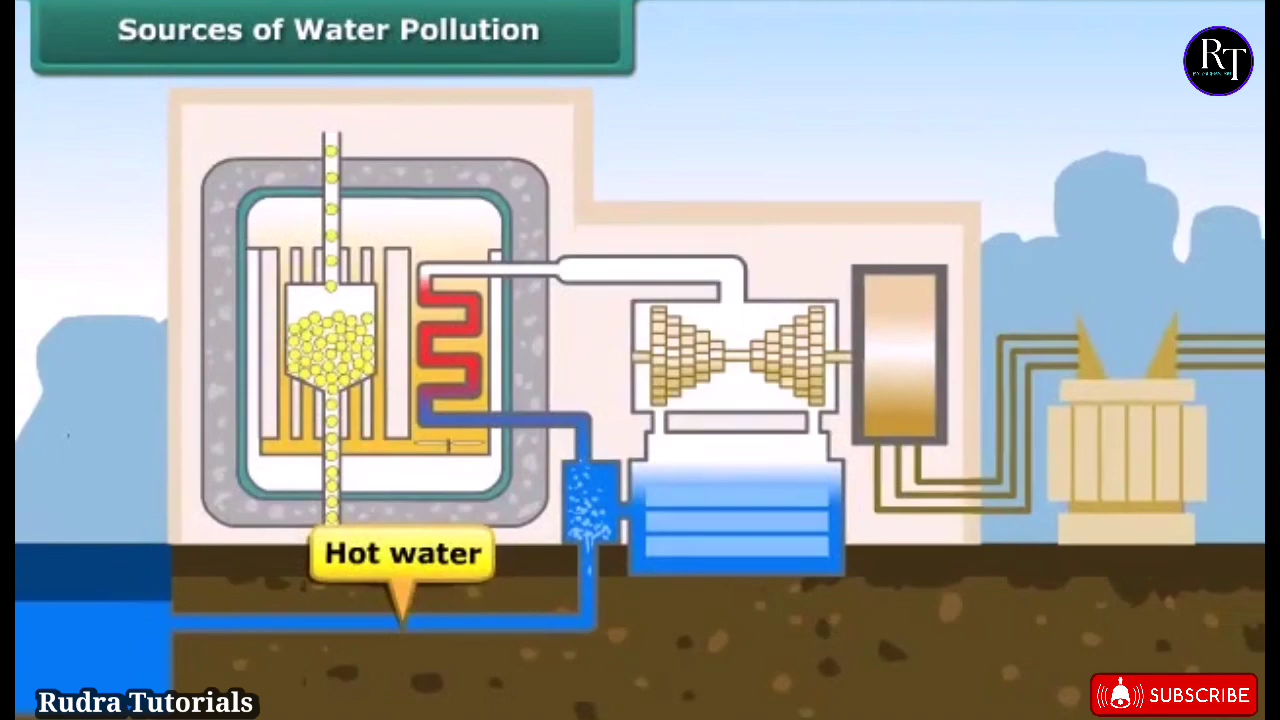 Sources of Water Pollution
RT
Hot water
Rudra Tutorials
SUBSCRIBE